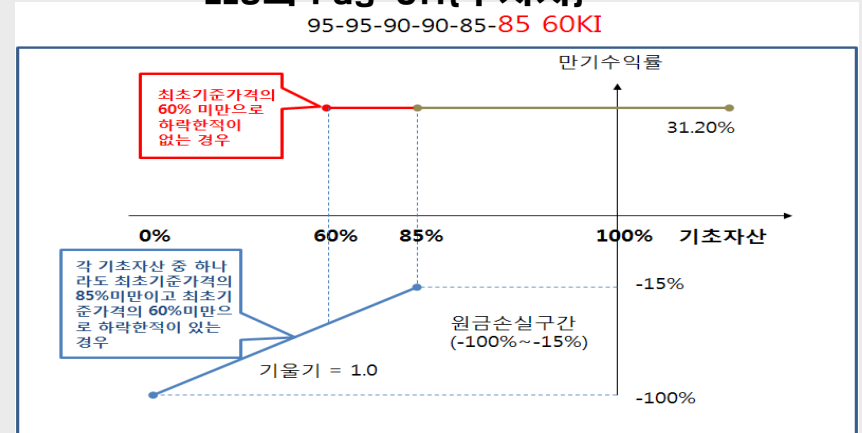 95-95-90-90-85-85 60KI
만기수익률
최초기준가격의
60% 미만으로
하락한적이
없는 경우
31.20%
0%
60%
85%
100%
기초자산
각 기초자산 중 하나
라도 최초기준가격의
85%미만이고 최초기
준가격의 60%미만으
로 하락한적이 있는
경우
-15%
원금손실구간
(-100%~-15%)
기울기 = 1.0
-100%